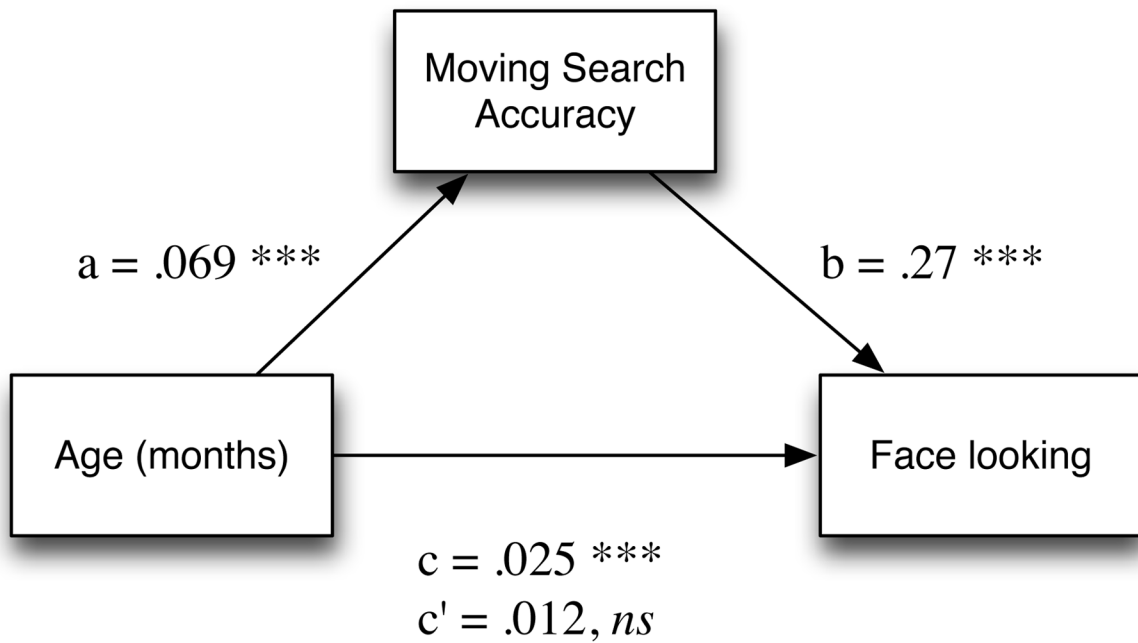 Moving Search
Accuracy
a = .069 ***
b = .27 ***
Age (months)
Face looking
c = .025 ***
c' = .012, ns